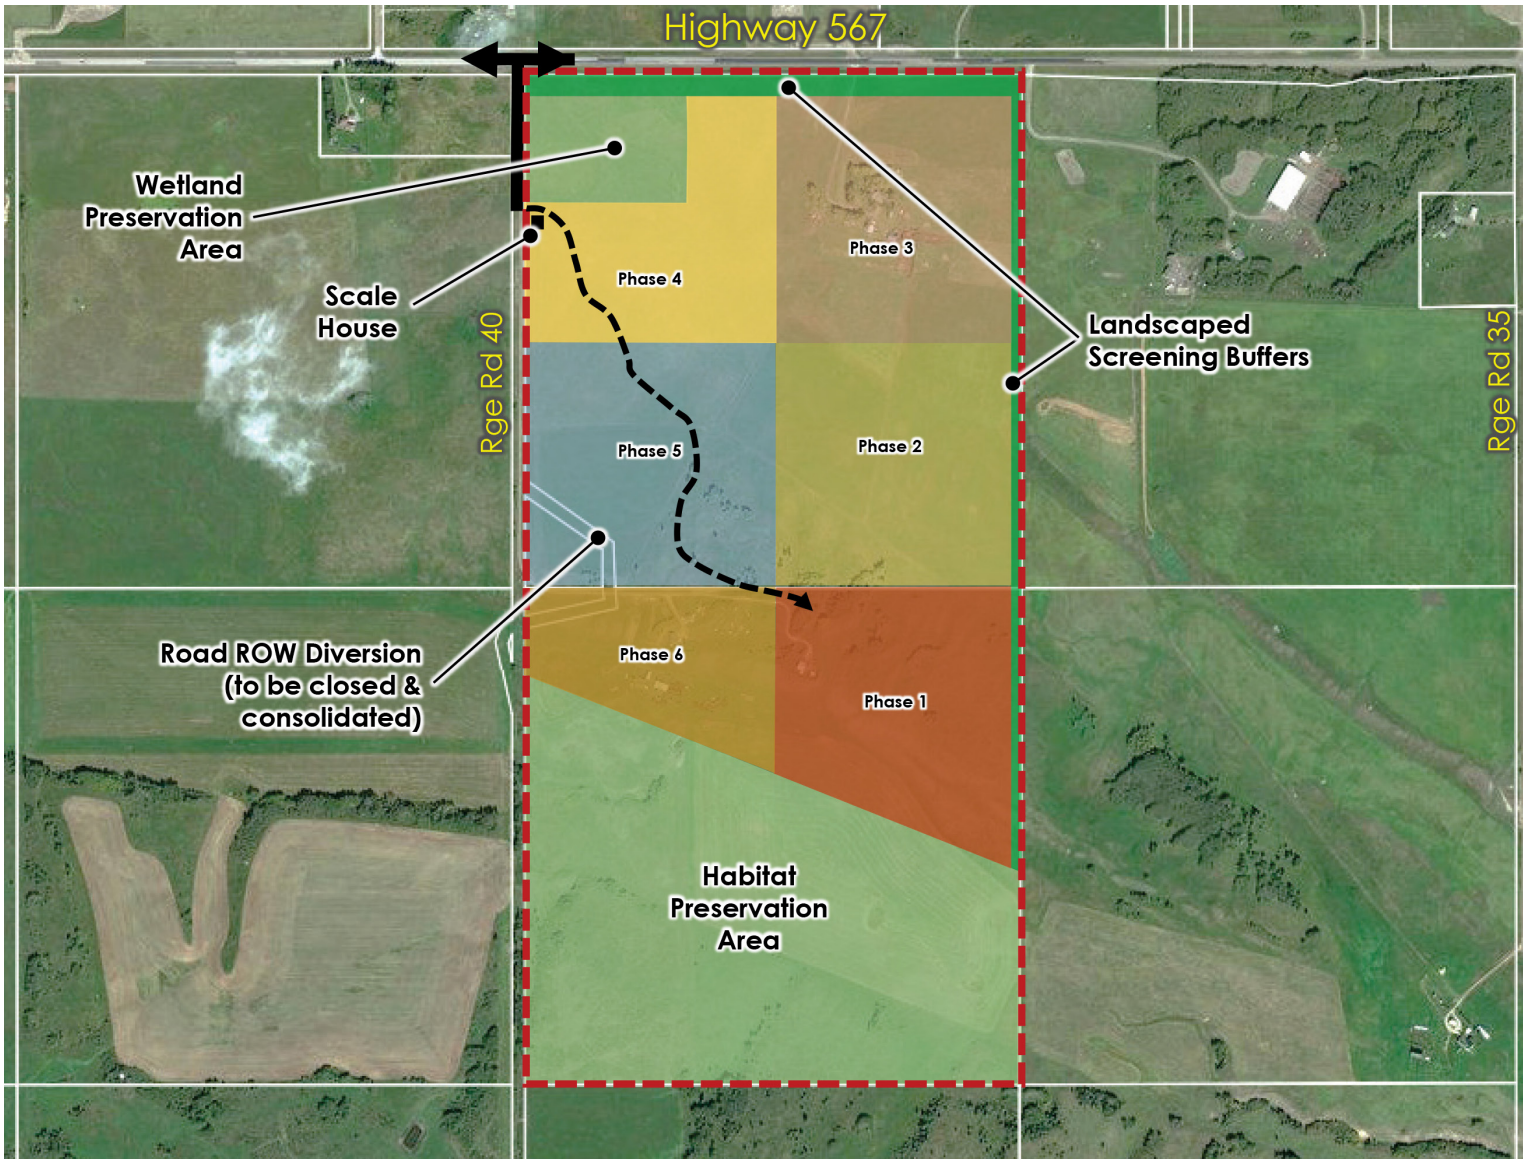 Highway 567
Wetland
Preservation
Area
Scale
House
Rge Rd 40
Phase 4
Phase 3
Landscaped
Screening Buffers
Rge Rd 35
Phase 5
Phase 2
Road ROW Diversion
(to be closed &
consolidated)
Phase 6
Phase 1
Habitat
Preservation
Area